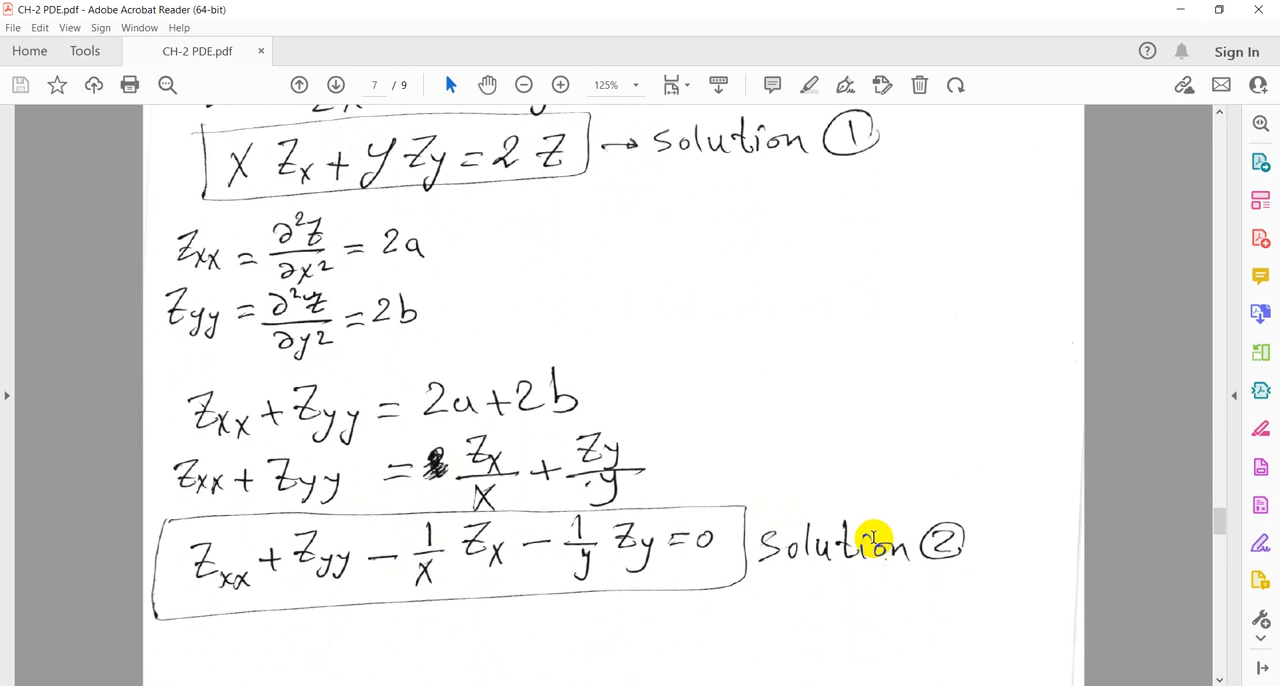 CH-2 PDE.pdf - Adobe Acrobat Reader (64-bit)
File Edit View Sign Window Help
Home Tools CH-2 PDE.pdf × Sign In
7 / 9 125%
x Zx + y Zy = 2 Z → solution ①
Zxx = ∂²Z/∂x² = 2a
Zyy = ∂²Z/∂y² = 2b
Zxx + Zyy = 2a + 2b
Zxx + Zyy = Zx/x + Zy/y
Zxx + Zyy - 1/x Zx - 1/y Zy = 0 solution ②